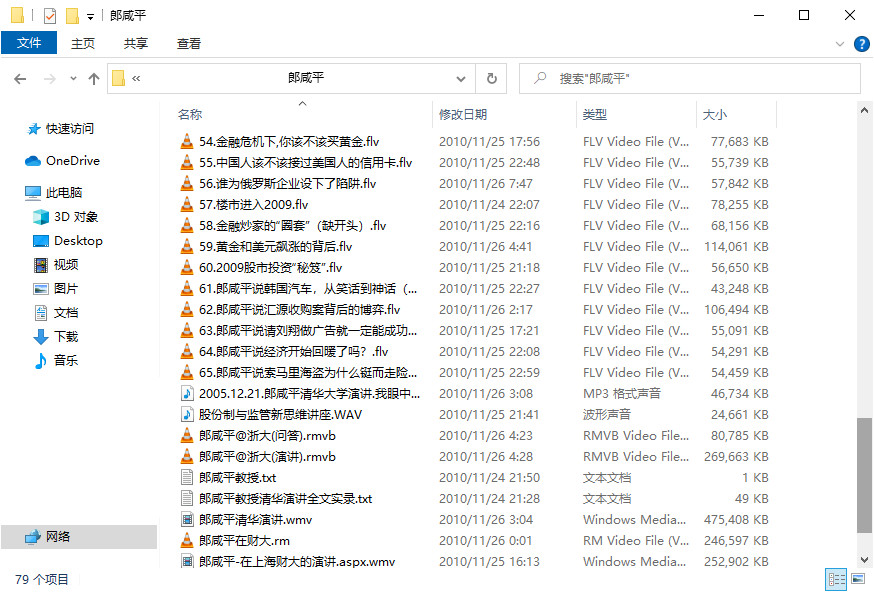 郎咸平
文件 主页 共享 查看
« 郎咸平 搜索"郎咸平"
快速访问
OneDrive
此电脑
3D 对象
Desktop
视频
图片
文档
下载
音乐
网络
名称 修改日期 类型 大小
54.金融危机下,你该不该买黄金.flv 2010/11/25 17:56 FLV Video File (V... 77,683 KB
55.中国人该不该接过美国人的信用卡.flv 2010/11/25 22:48 FLV Video File (V... 55,739 KB
56.谁为俄罗斯企业设下了陷阱.flv 2010/11/26 7:47 FLV Video File (V... 57,842 KB
57.楼市进入2009.flv 2010/11/24 22:07 FLV Video File (V... 78,255 KB
58.金融炒家的“圈套”（缺开头）.flv 2010/11/25 22:16 FLV Video File (V... 68,156 KB
59.黄金和美元飙涨的背后.flv 2010/11/26 4:41 FLV Video File (V... 114,061 KB
60.2009股市投资“秘笈”.flv 2010/11/25 21:18 FLV Video File (V... 56,650 KB
61.郎咸平说韩国汽车，从笑话到神话（... 2010/11/25 22:27 FLV Video File (V... 43,248 KB
62.郎咸平说汇源收购案背后的博弈.flv 2010/11/26 2:17 FLV Video File (V... 106,494 KB
63.郎咸平说请刘翔做广告就一定能成功... 2010/11/25 17:21 FLV Video File (V... 55,091 KB
64.郎咸平说经济开始回暖了吗？.flv 2010/11/25 22:08 FLV Video File (V... 54,291 KB
65.郎咸平说索马里海盗为什么铤而走险... 2010/11/25 22:59 FLV Video File (V... 54,459 KB
2005.12.21.郎咸平清华大学演讲.我眼中... 2010/11/26 3:08 MP3 格式声音 46,734 KB
股份制与监管新思维讲座.WAV 2010/11/25 21:41 波形声音 24,661 KB
郎咸平@浙大(问答).rmvb 2010/11/26 4:23 RMVB Video File... 80,785 KB
郎咸平@浙大(演讲).rmvb 2010/11/26 4:28 RMVB Video File... 269,663 KB
郎咸平教授.txt 2010/11/24 21:50 文本文档 1 KB
郎咸平教授清华演讲全文实录.txt 2010/11/24 21:28 文本文档 49 KB
郎咸平清华演讲.wmv 2010/11/26 3:04 Windows Media... 475,408 KB
郎咸平在财大.rm 2010/11/26 0:01 RM Video File (V... 246,597 KB
郎咸平-在上海财大的演讲.aspx.wmv 2010/11/25 16:13 Windows Media... 252,902 KB
79 个项目